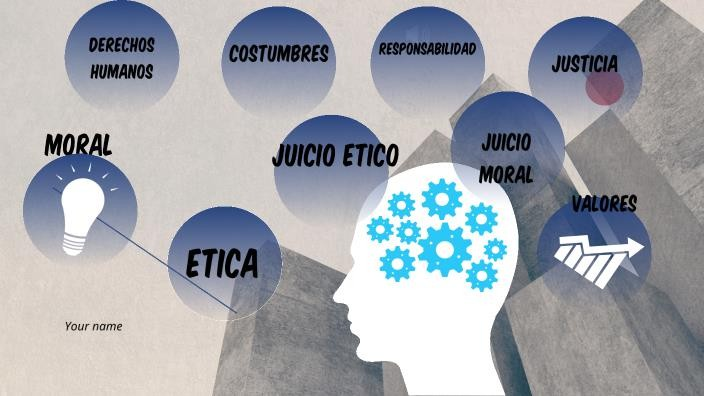 DERECHOS
HUMANOS
COSTUMBRES
RESPONSABILIDAD
JUSTICIA
MORAL
JUICIO ETICO
JUICIO
MORAL
VALORES
ETICA
Your name